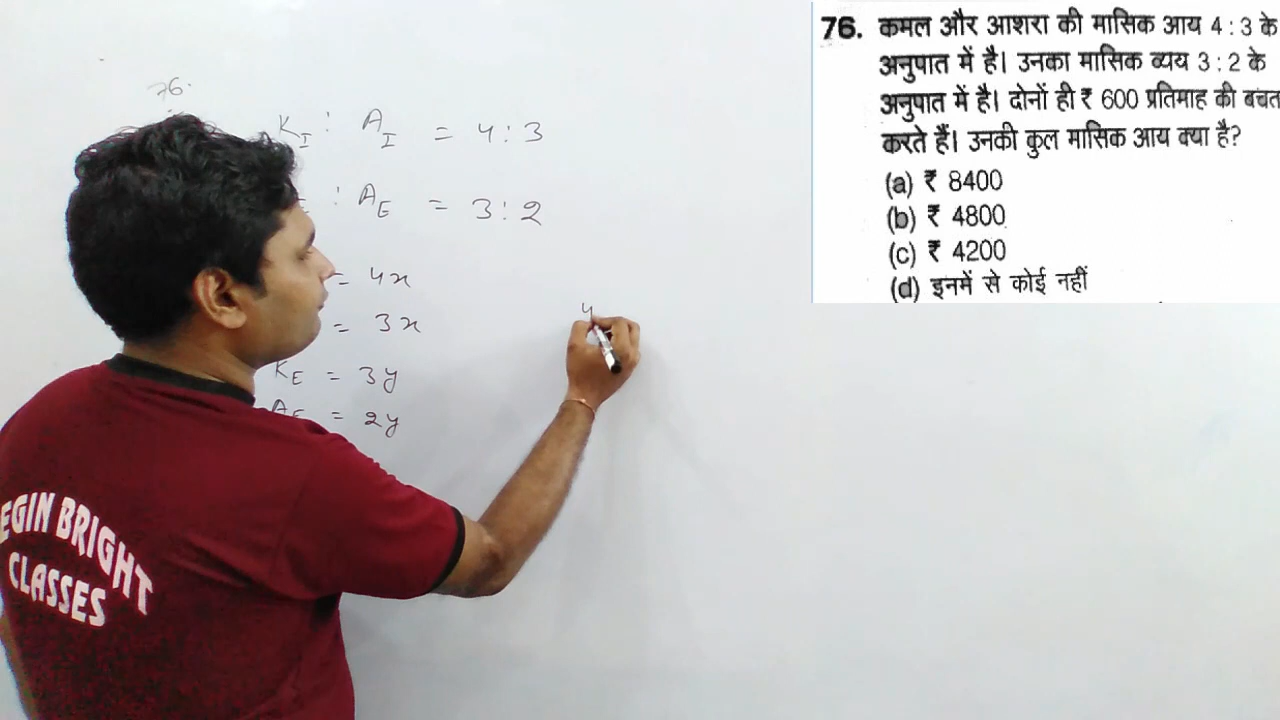 76.
K_I : A_I = 4:3
: A_E = 3:2
= 4x
= 3x
K_E = 3y
A_E = 2y
4
EGIN BRIGHT
CLASSES
76. कमल और आशरा की मासिक आय 4 : 3 के
अनुपात में है। उनका मासिक व्यय 3 : 2 के
अनुपात में है। दोनों ही ₹ 600 प्रतिमाह की बचत
करते हैं। उनकी कुल मासिक आय क्या है?
(a) ₹ 8400
(b) ₹ 4800
(c) ₹ 4200
(d) इनमें से कोई नहीं